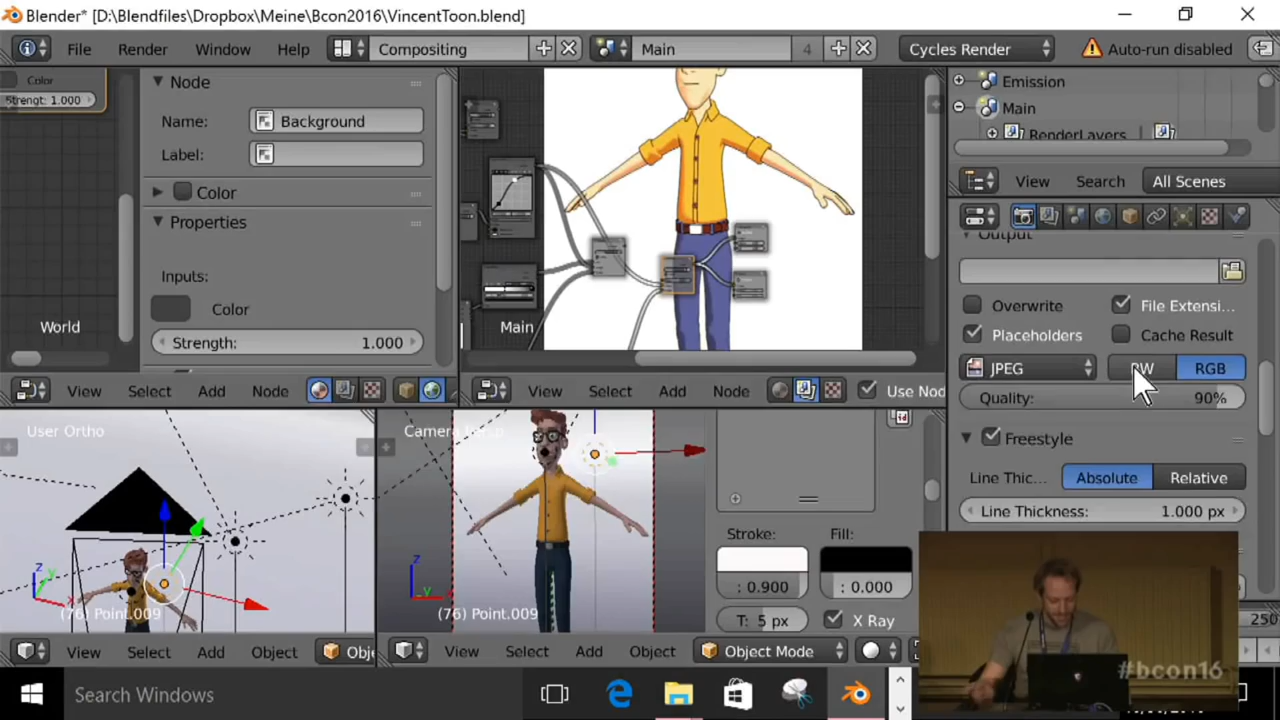 Blender* [D:\Blendfiles\Dropbox\Meine\Bcon2016\VincentToon.blend]
File Render Window Help Compositing Main 4 Cycles Render Auto-run disabled
Color
Strengt: 1.000
Node
Name: Background
Label:
Color
Properties
Inputs:
Color
Strength: 1.000
World
View Select Add Node
Main
View Select Add Node Use Nod
Emission
Main
RenderLayers
View Search All Scenes
Output
Overwrite File Extensi...
Placeholders Cache Result
JPEG RGB
Quality: 90%
Freestyle
Line Thic... Absolute Relative
Line Thickness: 1.000 px
User Ortho
z
(76) Point.009
View Select Add Object Obje
z
y
(76) Point.009
Stroke: Fill:
: 0.900 : 0.000
T: 5 px X Ray
View Select Add Object Object Mode
#bcon16
250
Search Windows